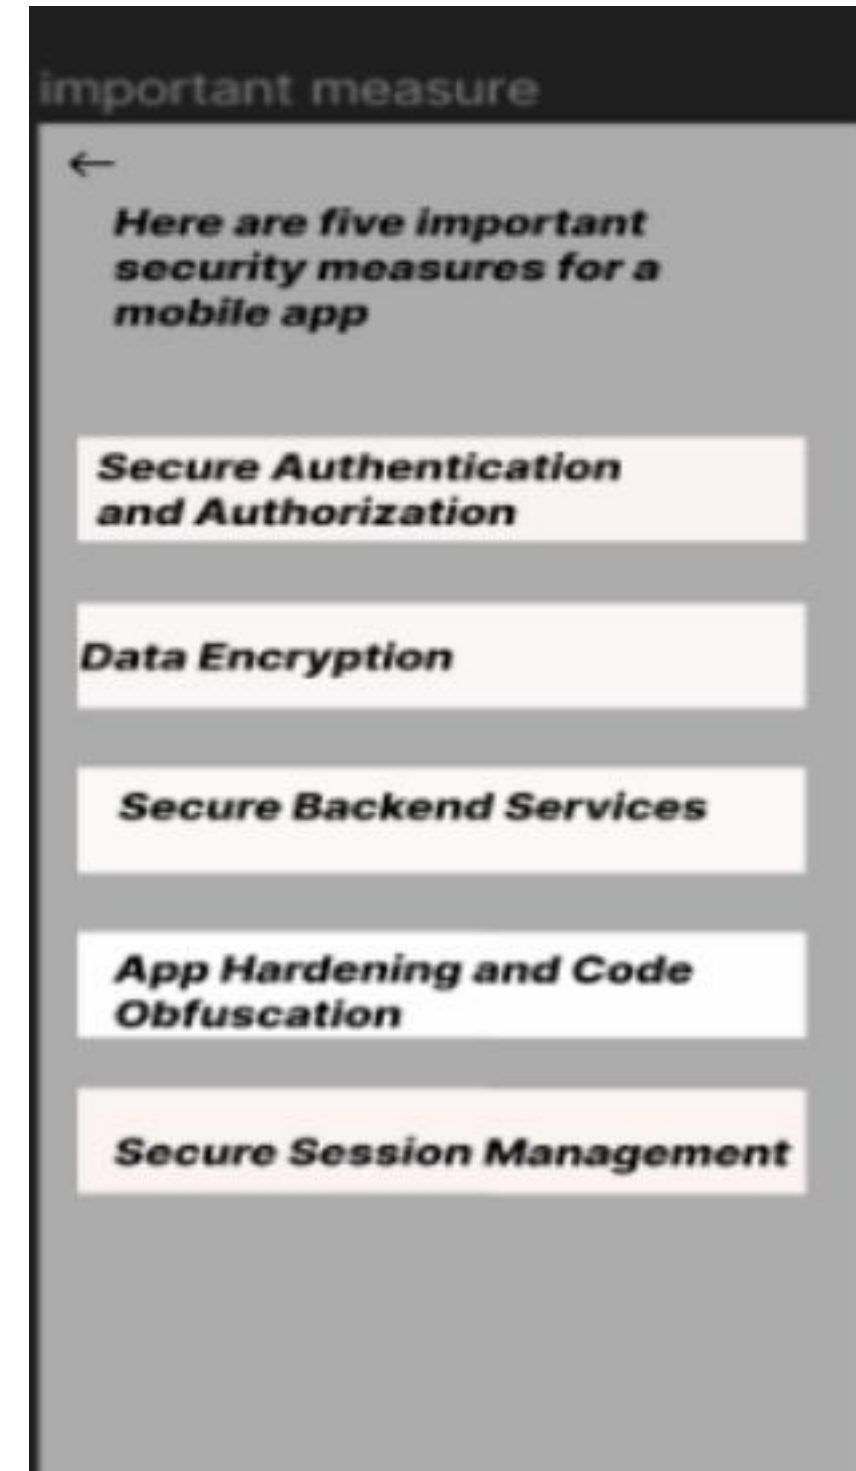 important measure
←
Here are five important
security measures for a
mobile app
Secure Authentication
and Authorization
Data Encryption
Secure Backend Services
App Hardening and Code
Obfuscation
Secure Session Management